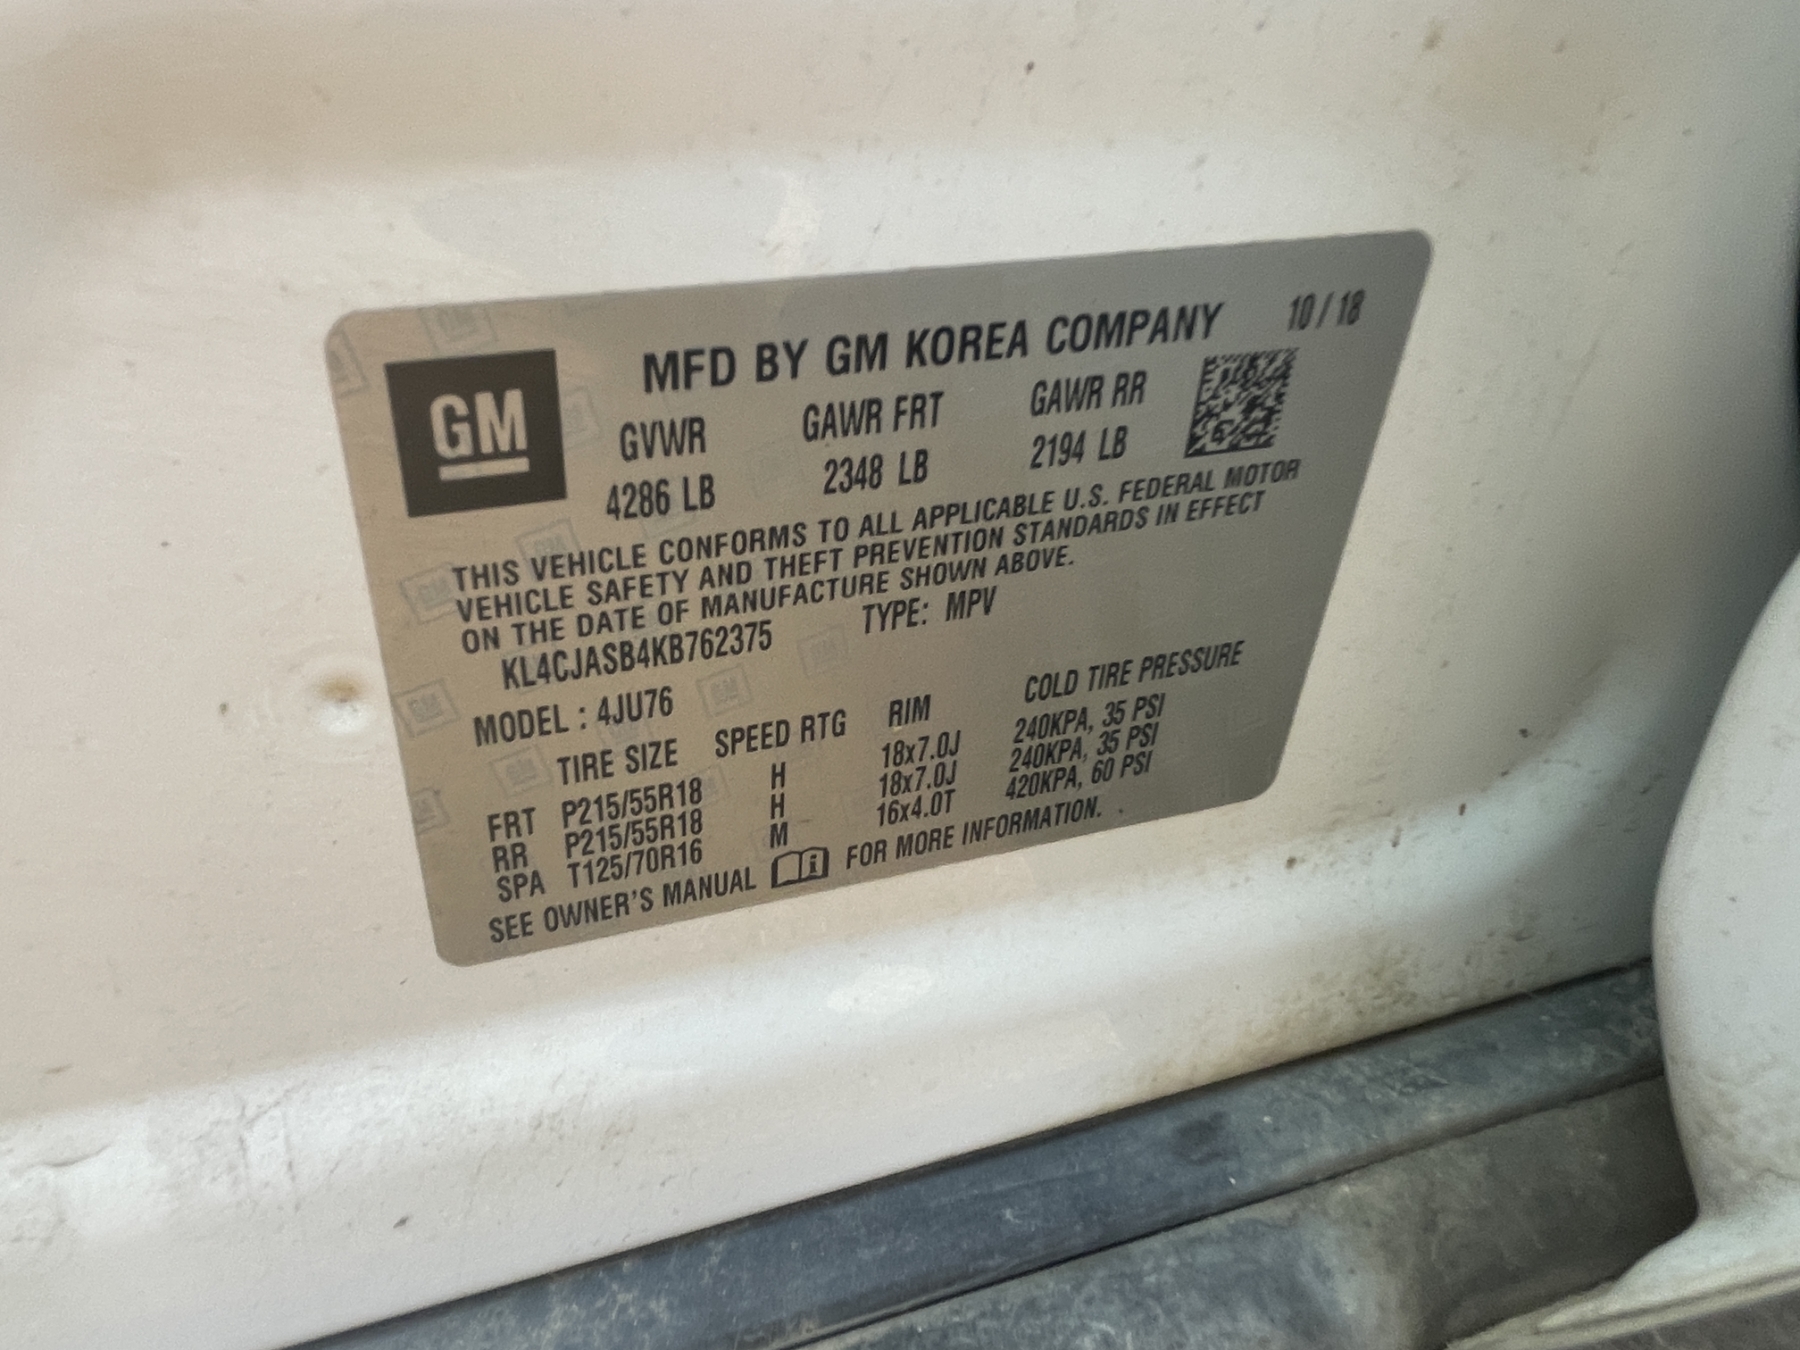 GM
MFD BY GM KOREA COMPANY 10/18
GVWR GAWR FRT GAWR RR
4286 LB 2348 LB 2194 LB
THIS VEHICLE CONFORMS TO ALL APPLICABLE U.S. FEDERAL MOTOR
VEHICLE SAFETY AND THEFT PREVENTION STANDARDS IN EFFECT
ON THE DATE OF MANUFACTURE SHOWN ABOVE.
KL4CJASB4KB762375 TYPE: MPV
MODEL : 4JU76
TIRE SIZE SPEED RTG RIM COLD TIRE PRESSURE
FRT P215/55R18 H 18x7.0J 240KPA, 35 PSI
RR P215/55R18 H 18x7.0J 240KPA, 35 PSI
SPA T125/70R16 M 16x4.0T 420KPA, 60 PSI
SEE OWNER'S MANUAL FOR MORE INFORMATION.